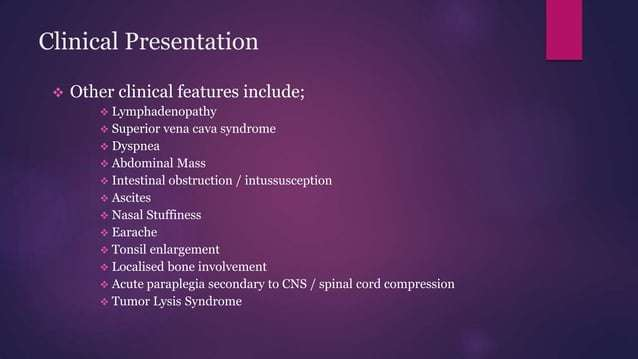 Clinical Presentation
Other clinical features include;
Lymphadenopathy
Superior vena cava syndrome
Dyspnea
Abdominal Mass
Intestinal obstruction / intussusception
Ascites
Nasal Stuffiness
Earache
Tonsil enlargement
Localised bone involvement
Acute paraplegia secondary to CNS / spinal cord compression
Tumor Lysis Syndrome